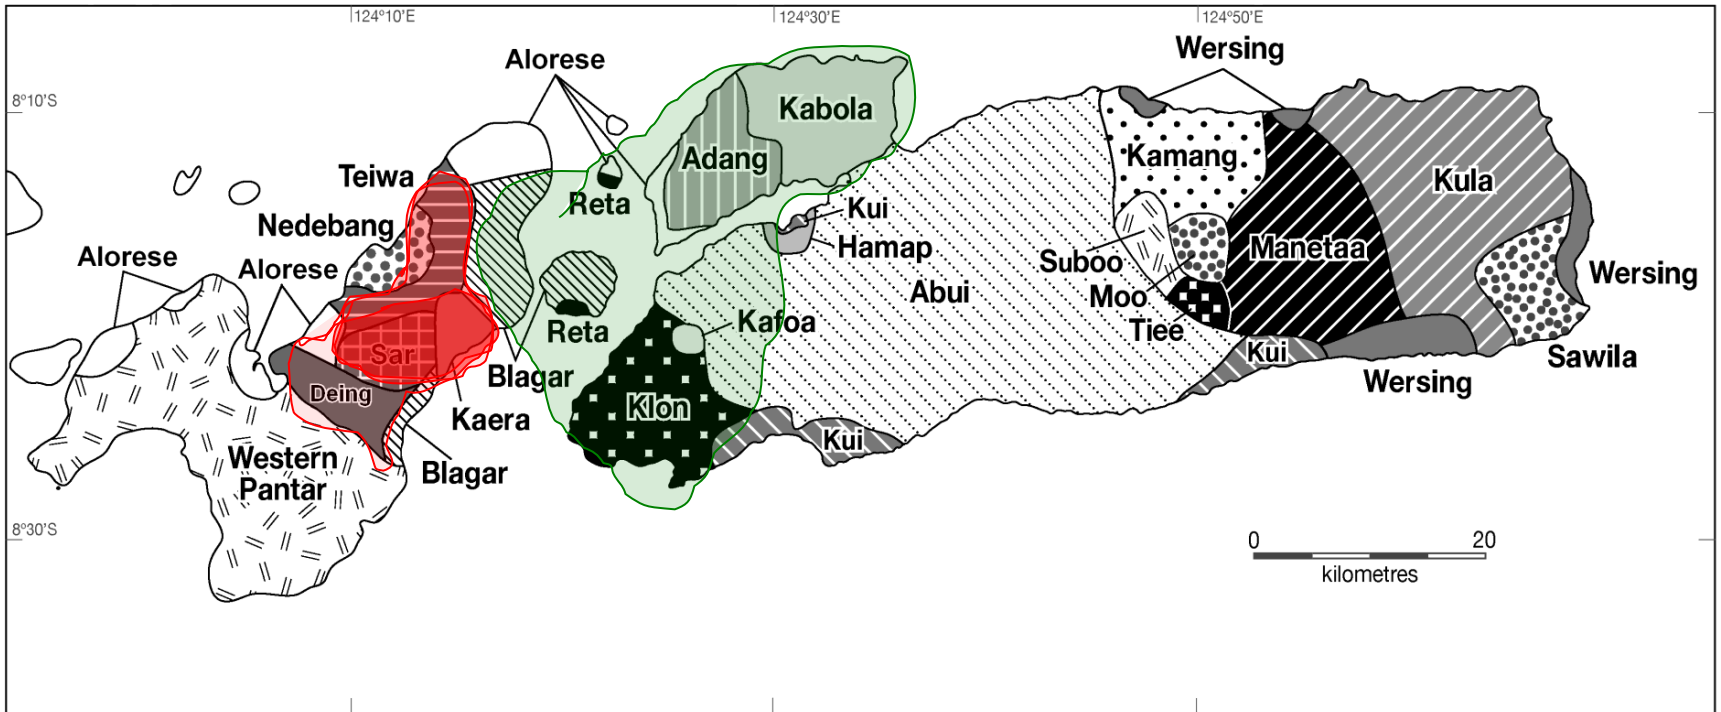 124°10'E
124°30'E
124°50'E
Wersing
Alorese
8°10'S
Kabola
Adang
Kamang
Teiwa
Kula
Reta
Kui
Nedebang
Hamap
Manetaa
Alorese
Alorese
Suboo
Wersing
Abui
Moo
Kafoa
Tiee
Reta
Sar
Kui
Sawila
Blagar
Wersing
Deing
Klon
Kaera
Kui
Western
Pantar
Blagar
8°30'S
0 20
kilometres